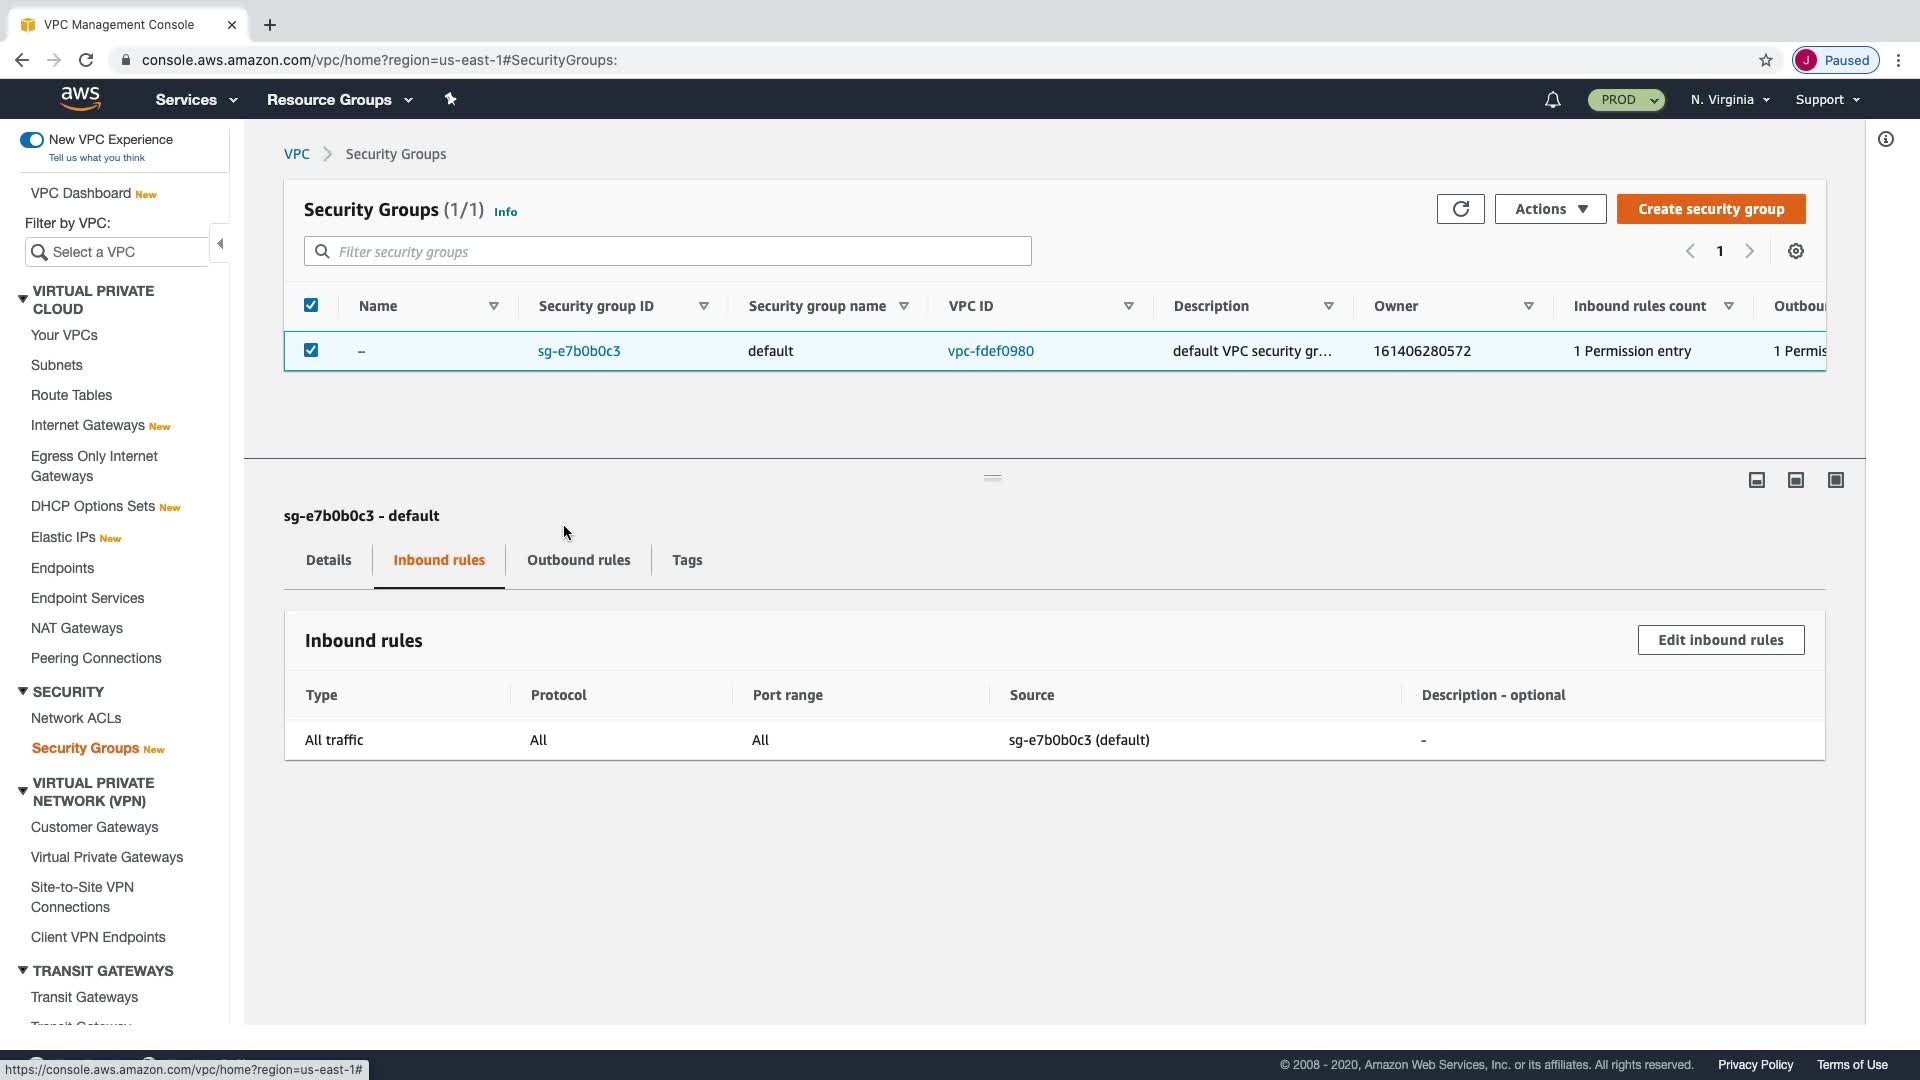 VPC Management Console
console.aws.amazon.com/vpc/home?region=us-east-1#SecurityGroups:
J Paused
aws
Services
Resource Groups
PROD
N. Virginia
Support
New VPC Experience
Tell us what you think
VPC Dashboard New
Filter by VPC:
Select a VPC
VIRTUAL PRIVATE
CLOUD
Your VPCs
Subnets
Route Tables
Internet Gateways New
Egress Only Internet
Gateways
DHCP Options Sets New
Elastic IPs New
Endpoints
Endpoint Services
NAT Gateways
Peering Connections
SECURITY
Network ACLs
Security Groups New
VIRTUAL PRIVATE
NETWORK (VPN)
Customer Gateways
Virtual Private Gateways
Site-to-Site VPN
Connections
Client VPN Endpoints
TRANSIT GATEWAYS
Transit Gateways
VPC > Security Groups
Security Groups (1/1) Info
Actions
Create security group
Filter security groups
1
Name Security group ID Security group name VPC ID Description Owner Inbound rules count Outbou
– sg-e7b0b0c3 default vpc-fdef0980 default VPC security gr... 161406280572 1 Permission entry 1 Permis
sg-e7b0b0c3 - default
Details Inbound rules Outbound rules Tags
Inbound rules
Edit inbound rules
Type Protocol Port range Source Description - optional
All traffic All All sg-e7b0b0c3 (default) -
https://console.aws.amazon.com/vpc/home?region=us-east-1#
© 2008 - 2020, Amazon Web Services, Inc. or its affiliates. All rights reserved. Privacy Policy Terms of Use